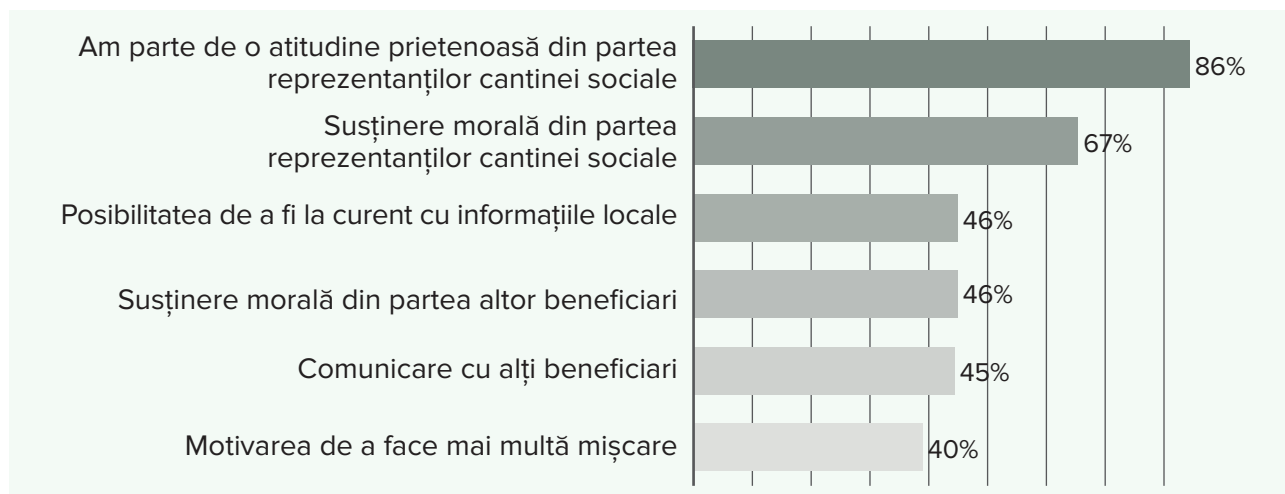 Am parte de o atitudine prietenoasă din partea
reprezentanților cantinei sociale
86%
Susținere morală din partea
reprezentanților cantinei sociale
67%
Posibilitatea de a fi la curent cu informațiile locale
46%
Susținere morală din partea altor beneficiari
46%
Comunicare cu alți beneficiari
45%
Motivarea de a face mai multă mișcare
40%